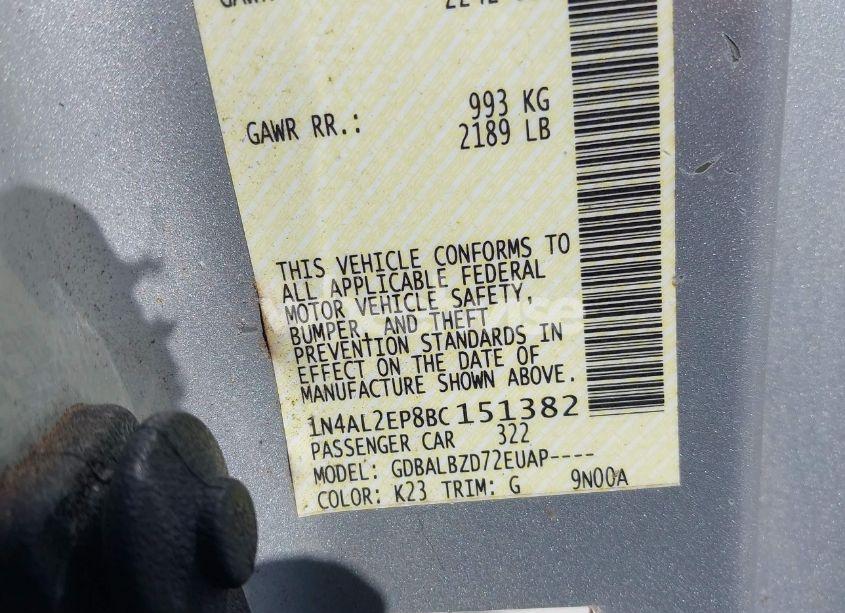 GAWR RR.: 993 KG
2189 LB
THIS VEHICLE CONFORMS TO
ALL APPLICABLE FEDERAL
MOTOR VEHICLE SAFETY,
BUMPER, AND THEFT
PREVENTION STANDARDS IN
EFFECT ON THE DATE OF
MANUFACTURE SHOWN ABOVE.
1N4AL2EP8BC151382
PASSENGER CAR 322
MODEL: GDBALBZD72EUAP----
COLOR: K23 TRIM: G 9N00A